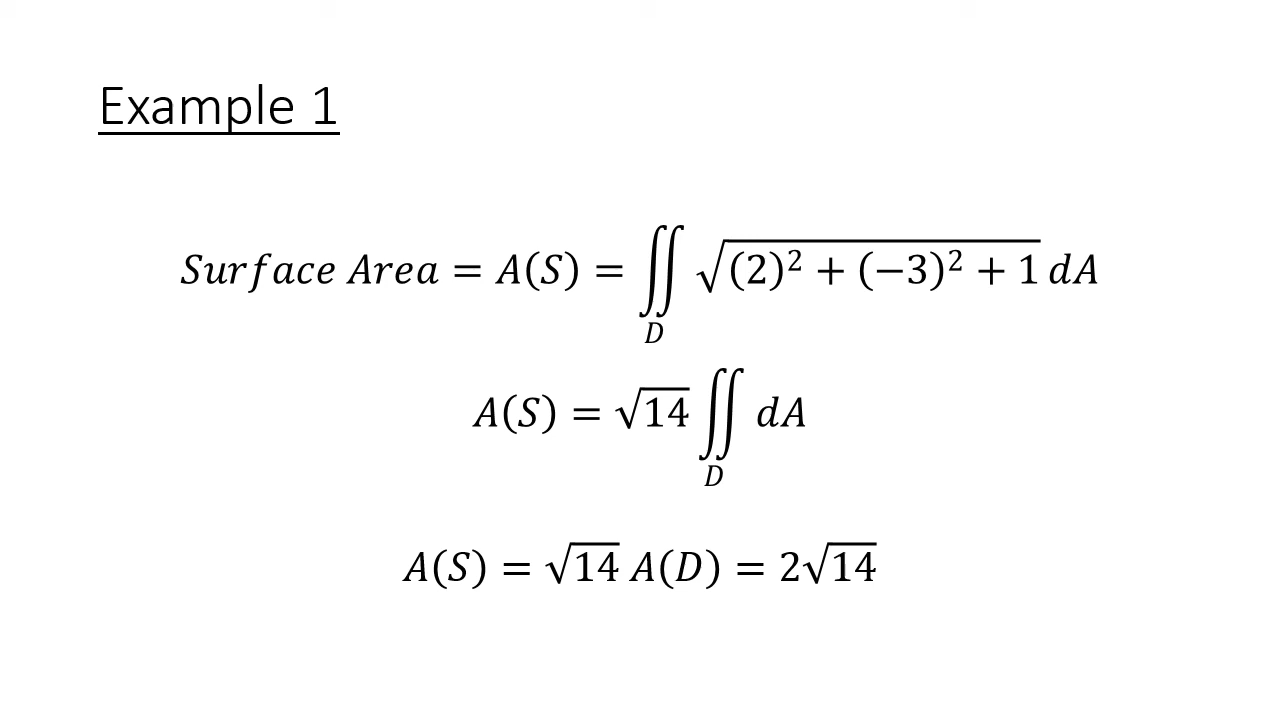 Example 1
Surface Area = A(S) = ∬_D √((2)² + (−3)² + 1) dA
A(S) = √14 ∬_D dA
A(S) = √14 A(D) = 2√14